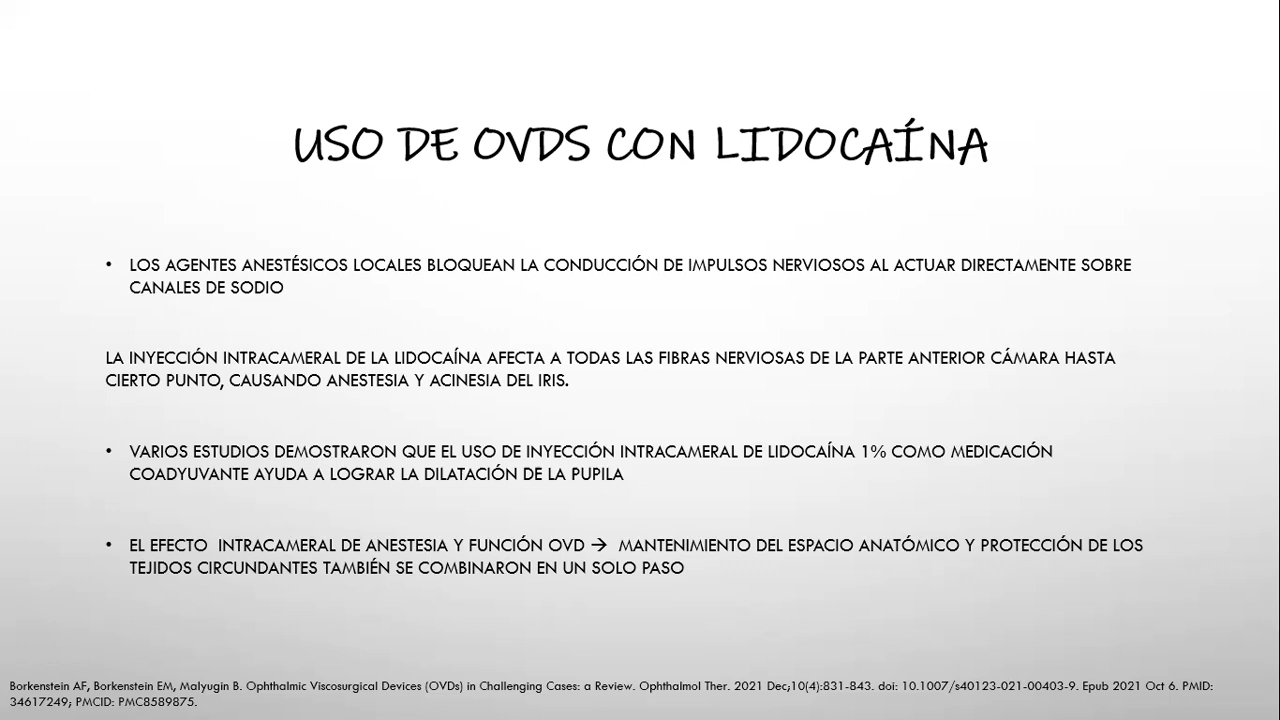 USO DE OVDS CON LIDOCAÍNA
• LOS AGENTES ANESTÉSICOS LOCALES BLOQUEAN LA CONDUCCIÓN DE IMPULSOS NERVIOSOS AL ACTUAR DIRECTAMENTE SOBRE
CANALES DE SODIO
LA INYECCIÓN INTRACAMERAL DE LA LIDOCAÍNA AFECTA A TODAS LAS FIBRAS NERVIOSAS DE LA PARTE ANTERIOR CÁMARA HASTA
CIERTO PUNTO, CAUSANDO ANESTESIA Y ACINESIA DEL IRIS.
• VARIOS ESTUDIOS DEMOSTRARON QUE EL USO DE INYECCIÓN INTRACAMERAL DE LIDOCAÍNA 1% COMO MEDICACIÓN
COADYUVANTE AYUDA A LOGRAR LA DILATACIÓN DE LA PUPILA
• EL EFECTO INTRACAMERAL DE ANESTESIA Y FUNCIÓN OVD → MANTENIMIENTO DEL ESPACIO ANATÓMICO Y PROTECCIÓN DE LOS
TEJIDOS CIRCUNDANTES TAMBIÉN SE COMBINARON EN UN SOLO PASO
Borkenstein AF, Borkenstein EM, Malyugin B. Ophthalmic Viscosurgical Devices (OVDs) in Challenging Cases: a Review. Ophthalmol Ther. 2021 Dec;10(4):831-843. doi: 10.1007/s40123-021-00403-9. Epub 2021 Oct 6. PMID:
34617249; PMCID: PMC8589875.